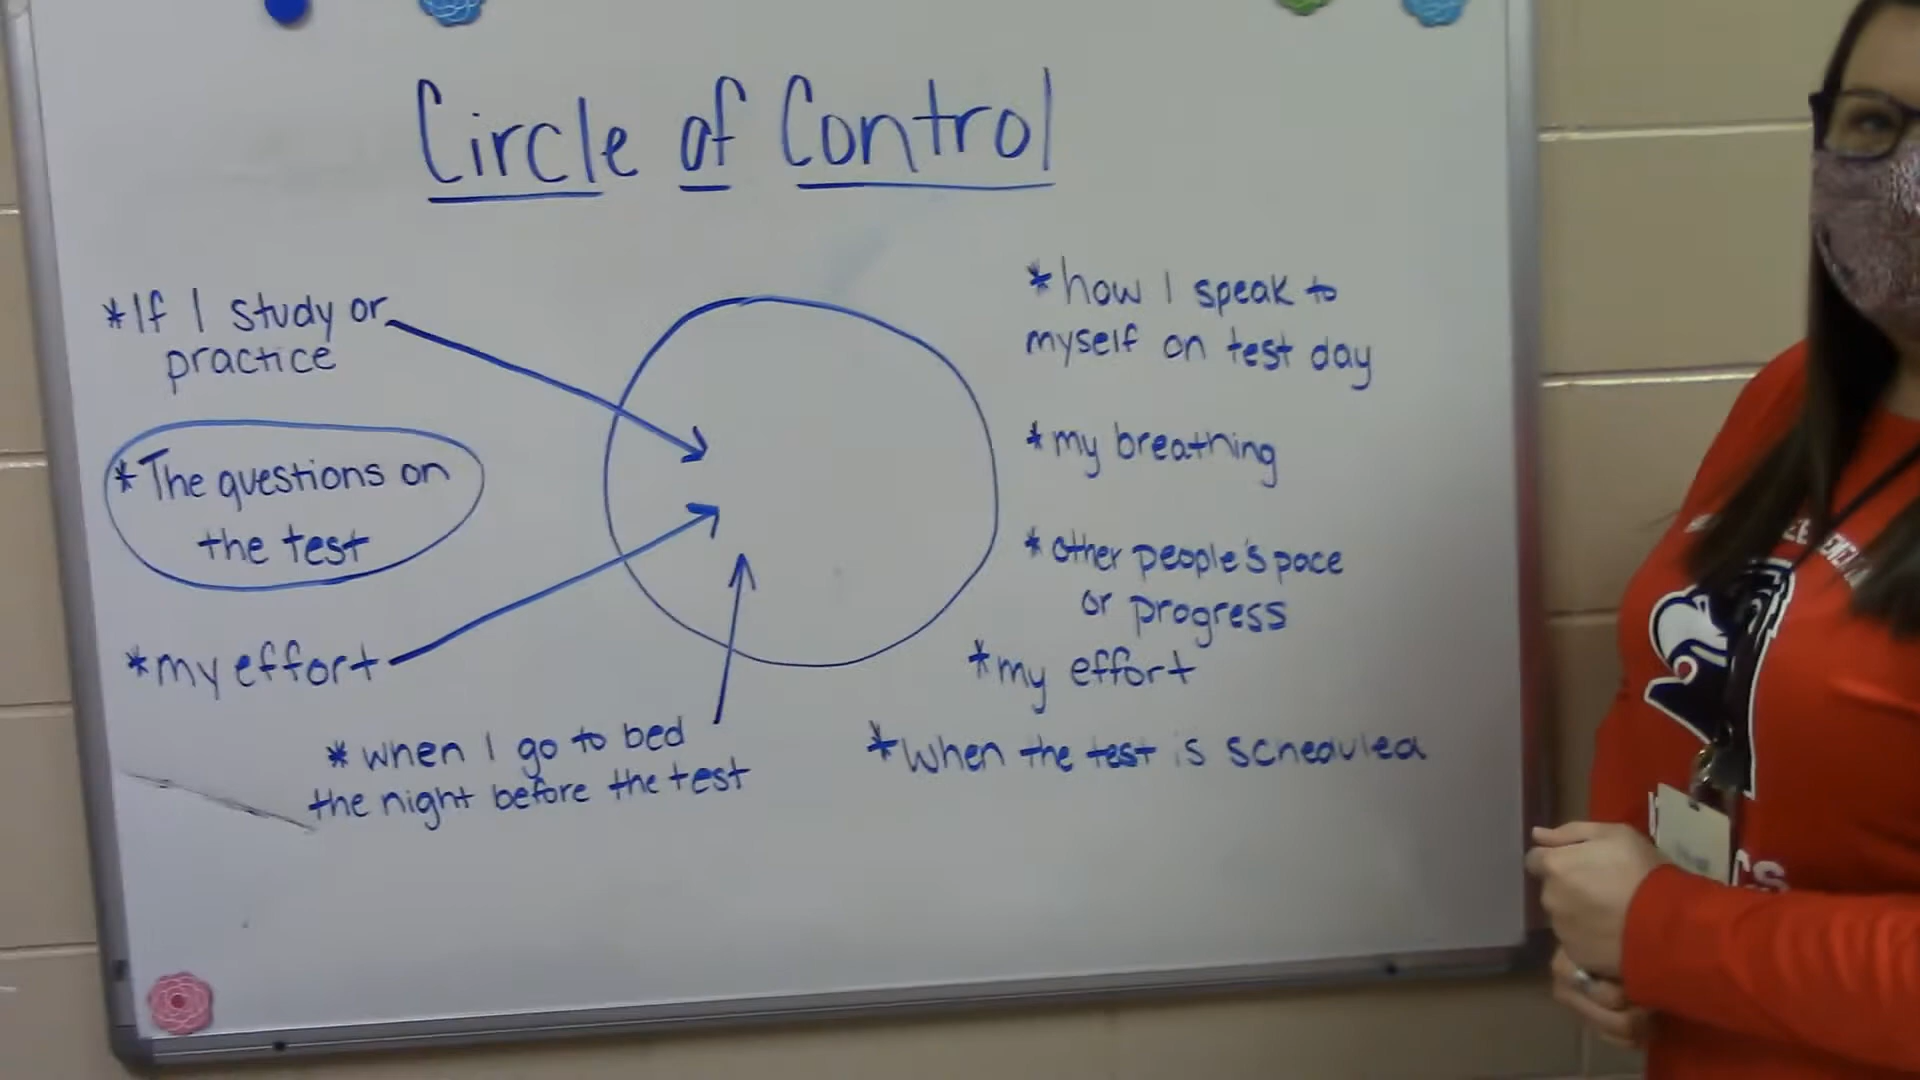 Circle of Control
*If I study or
practice
*The questions on
the test
*my effort
*when I go to bed
the night before the test
*how I speak to
myself on test day
*my breathing
*other people's pace
or progress
*my effort
*when the test is scheduled